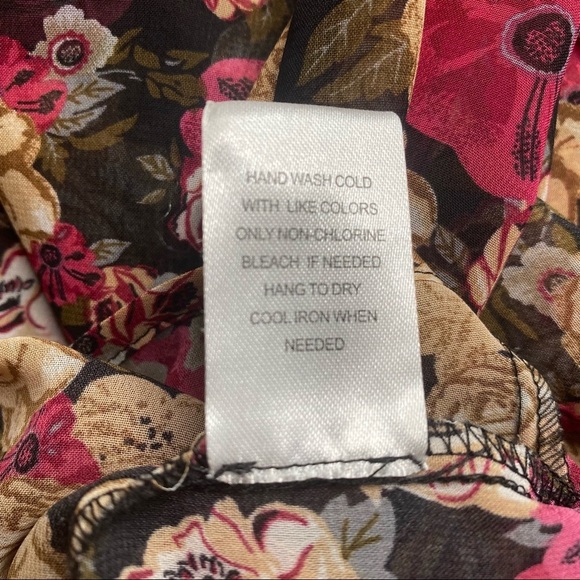 HAND WASH COLD
WITH LIKE COLORS
ONLY NON-CHLORINE
BLEACH IF NEEDED
HANG TO DRY
COOL IRON WHEN
NEEDED